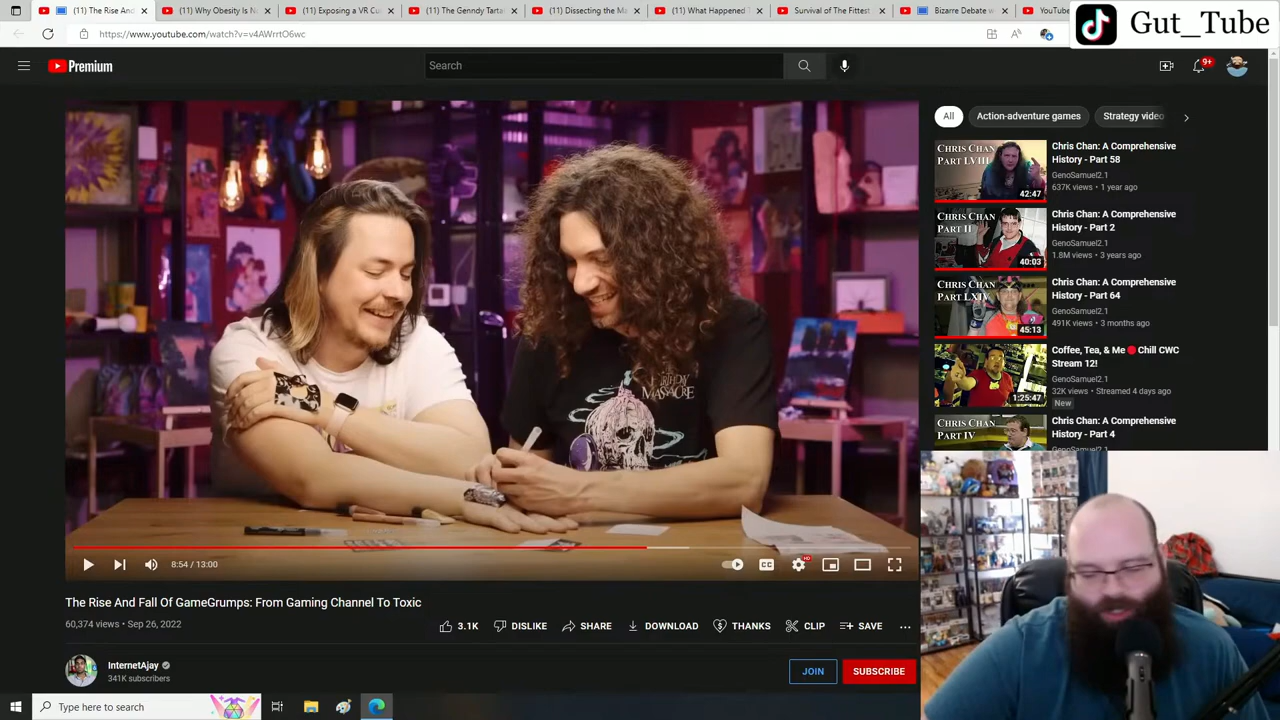 (11) The Rise And
(11) Why Obesity Is N
(11) Exposing a VR Cu
(11) The Genndy Tartak
(11) Dissecting the Ma
(11) What Happened T
Survival of The Fittest
Bizarre Debate w
YouTube
Gut_Tube
https://www.youtube.com/watch?v=v4AWrrtO6wc
Premium
Search
9+
All
Action-adventure games
Strategy video
CHRIS CHAN
PART LVIII
42:47
Chris Chan: A Comprehensive
History - Part 58
GenoSamuel2.1
637K views • 1 year ago
CHRIS CHAN
PART II
40:03
Chris Chan: A Comprehensive
History - Part 2
GenoSamuel2.1
1.8M views • 3 years ago
CHRIS CHAN
PART LXIV
45:13
Chris Chan: A Comprehensive
History - Part 64
GenoSamuel2.1
491K views • 3 months ago
1:25:47
Coffee, Tea, & Me 🔴 Chill CWC
Stream 12!
GenoSamuel2.1
32K views • Streamed 4 days ago
New
CHRIS CHAN
PART IV
Chris Chan: A Comprehensive
History - Part 4
BIRTHDAY
MASSACRE
8:54 / 13:00
CC
HD
The Rise And Fall Of GameGrumps: From Gaming Channel To Toxic
60,374 views • Sep 26, 2022
3.1K
DISLIKE
SHARE
DOWNLOAD
THANKS
CLIP
SAVE
InternetAjay
341K subscribers
JOIN
SUBSCRIBE
Type here to search